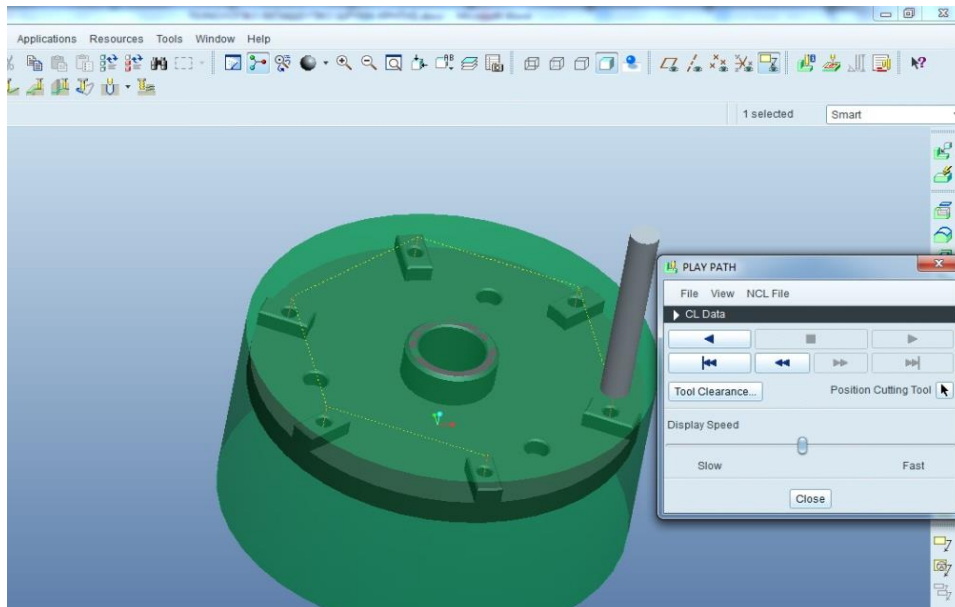 Applications Resources Tools Window Help
1 selected Smart
PLAY PATH
File View NCL File
CL Data
Tool Clearance... Position Cutting Tool
Display Speed
Slow Fast
Close